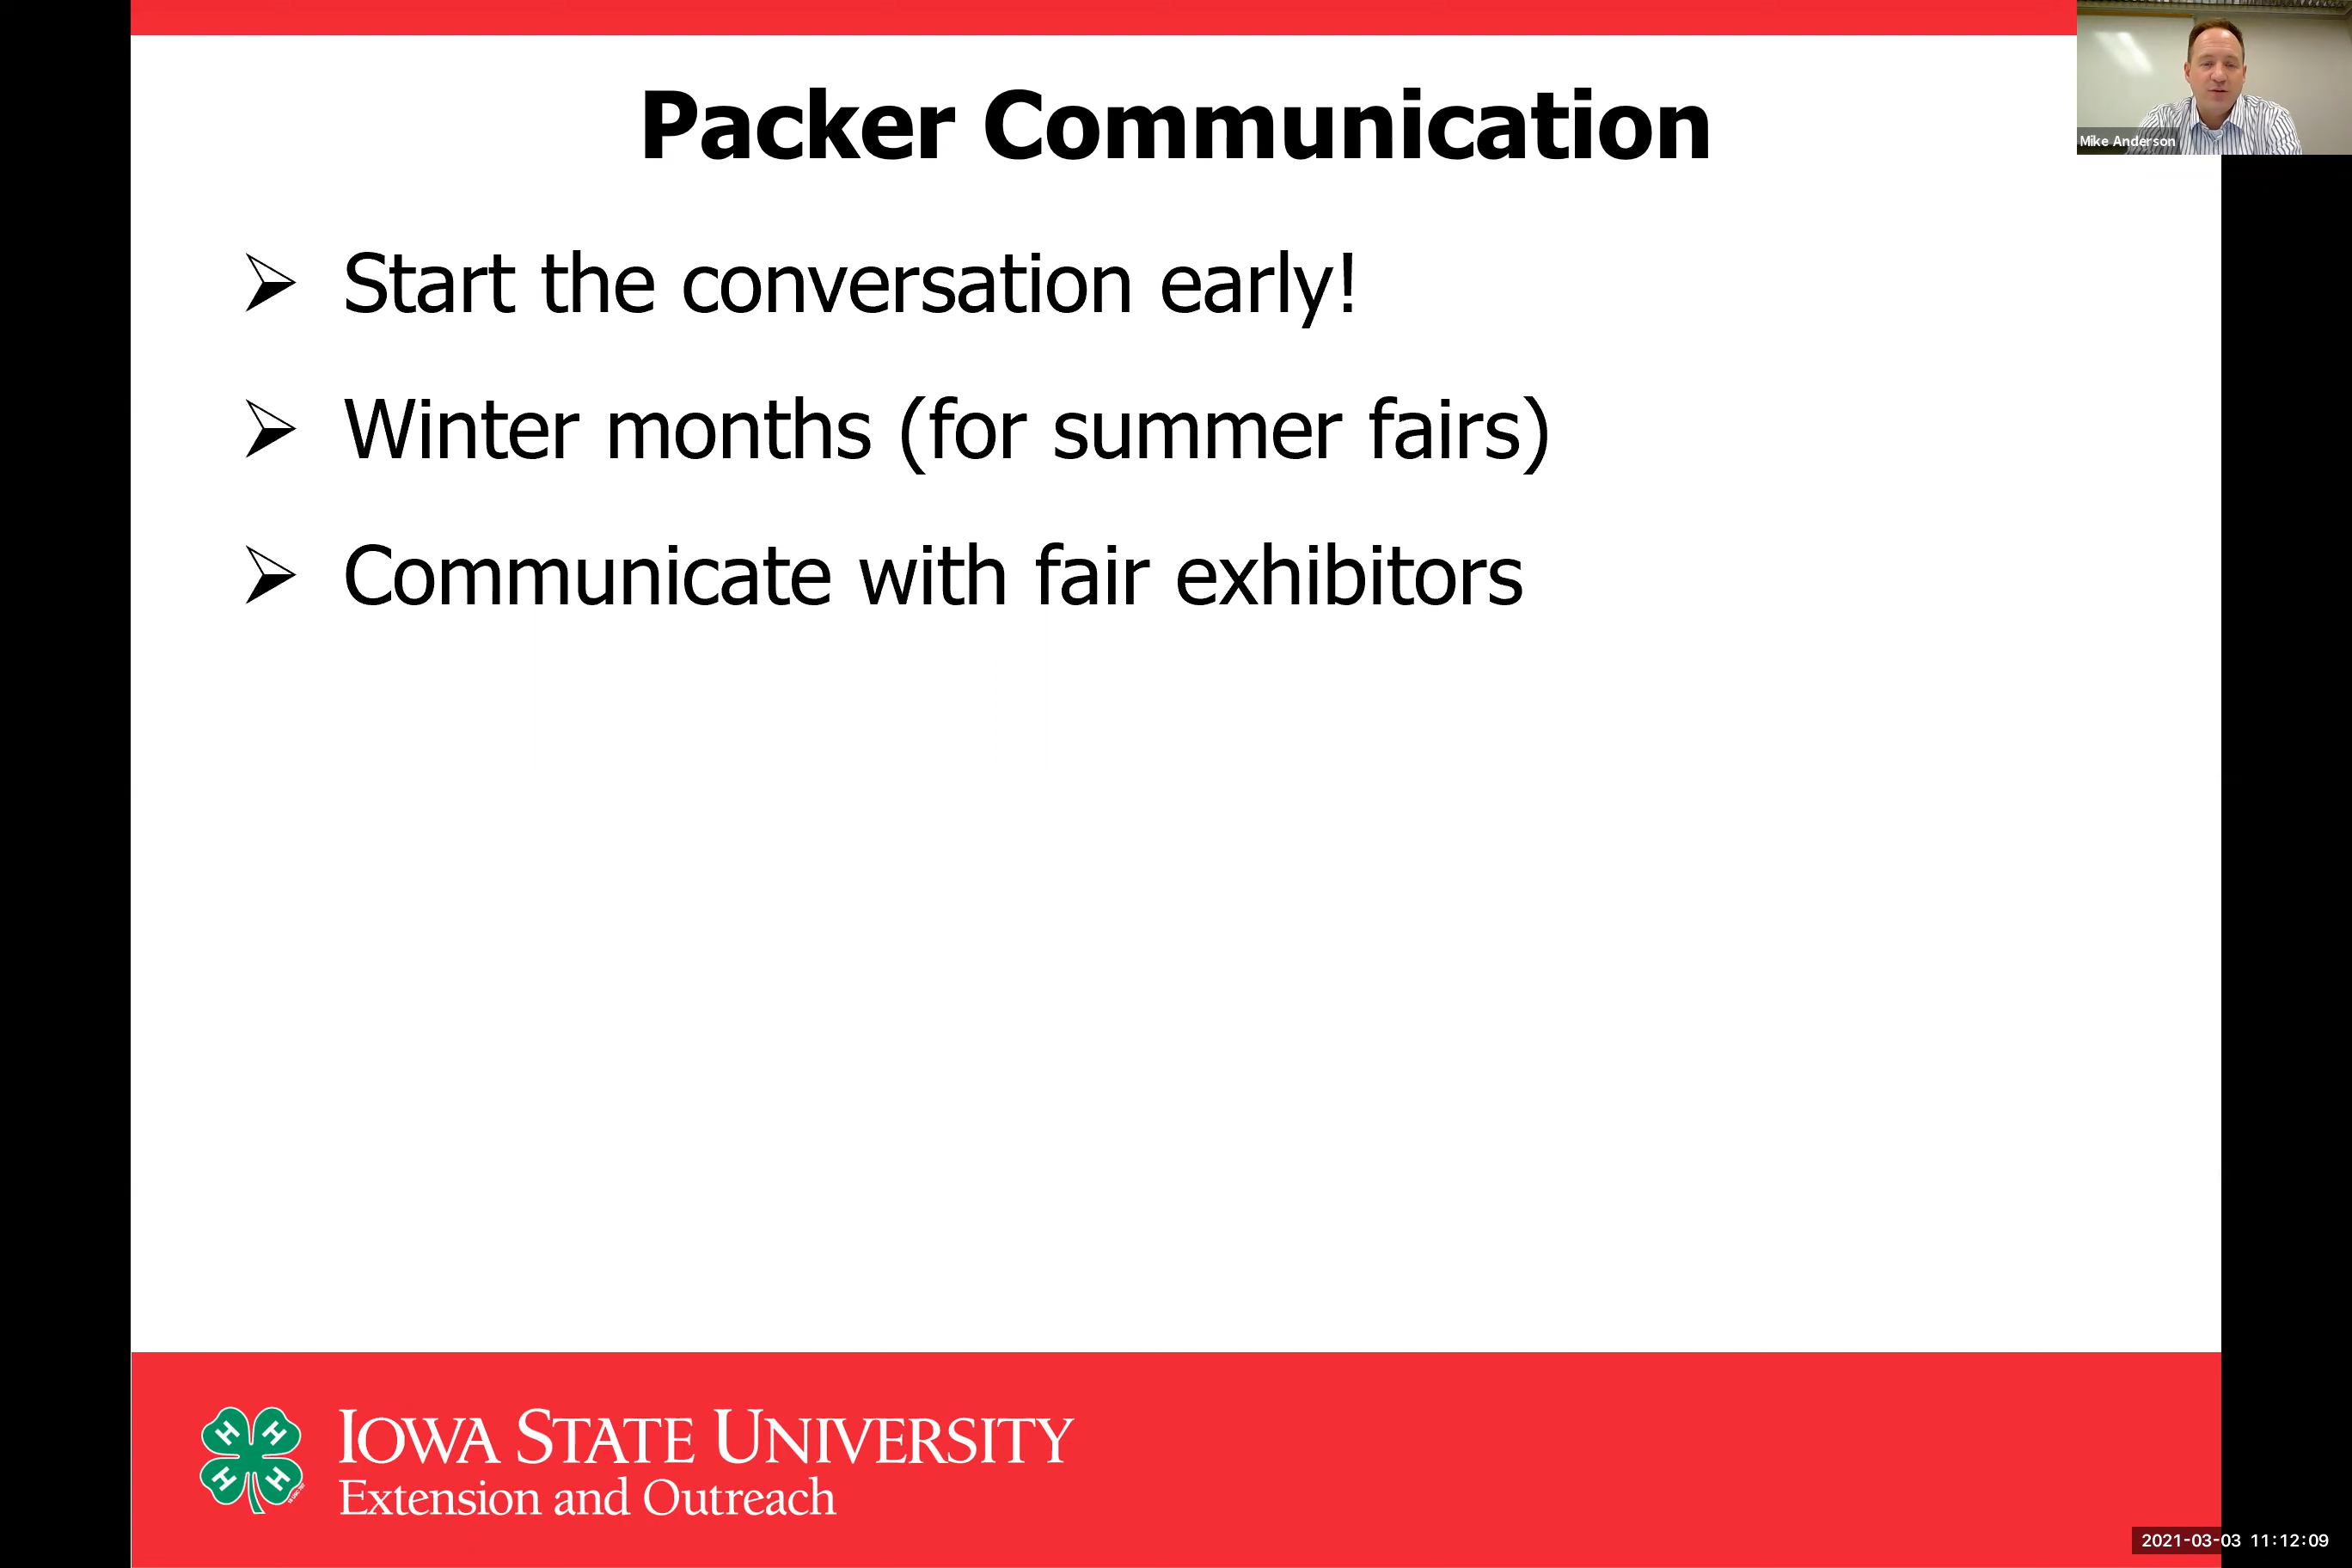 Packer Communication
Mike Anderson
Start the conversation early!
Winter months (for summer fairs)
Communicate with fair exhibitors
H H
H H
IOWA STATE UNIVERSITY
Extension and Outreach
2021-03-03 11:12:09